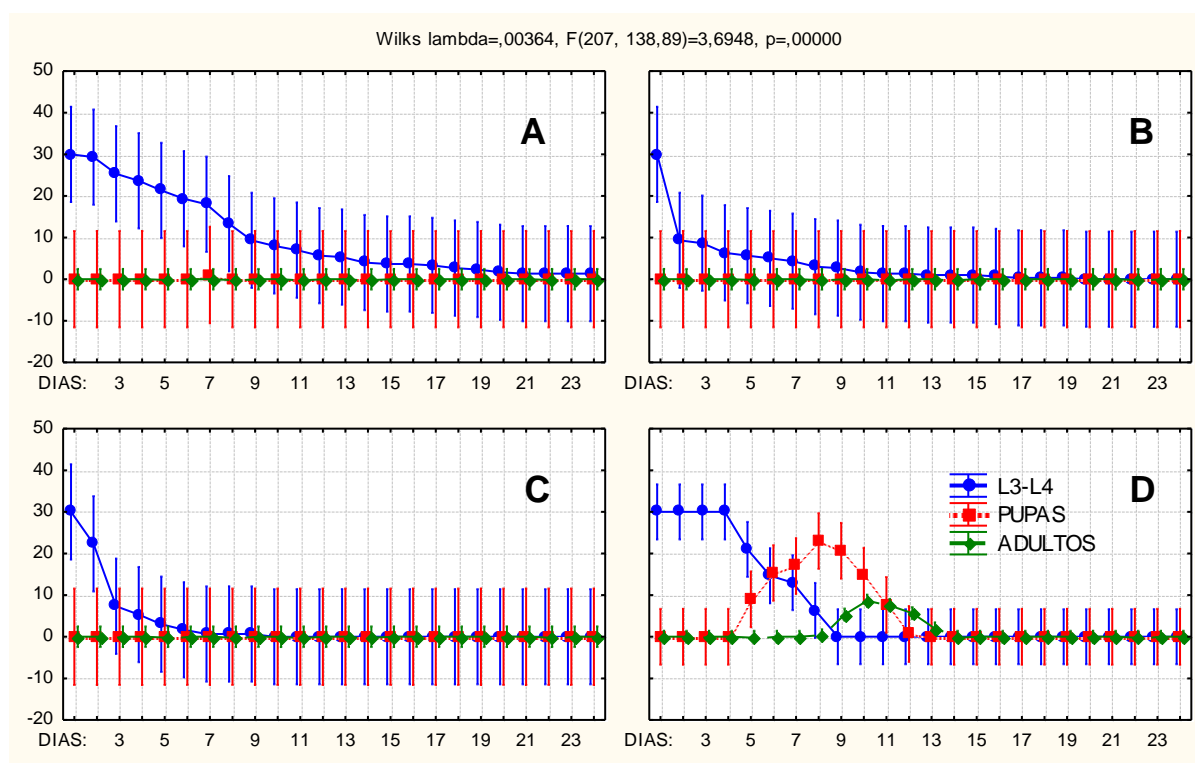 Wilks lambda=,00364, F(207, 138,89)=3,6948, p=,00000
50
40
30
20
10
0
-10
-20
A
DIAS: 3 5 7 9 11 13 15 17 19 21 23
B
DIAS: 3 5 7 9 11 13 15 17 19 21 23
50
40
30
20
10
0
-10
-20
C
DIAS: 3 5 7 9 11 13 15 17 19 21 23
D
L3-L4
PUPAS
ADULTOS
DIAS: 3 5 7 9 11 13 15 17 19 21 23